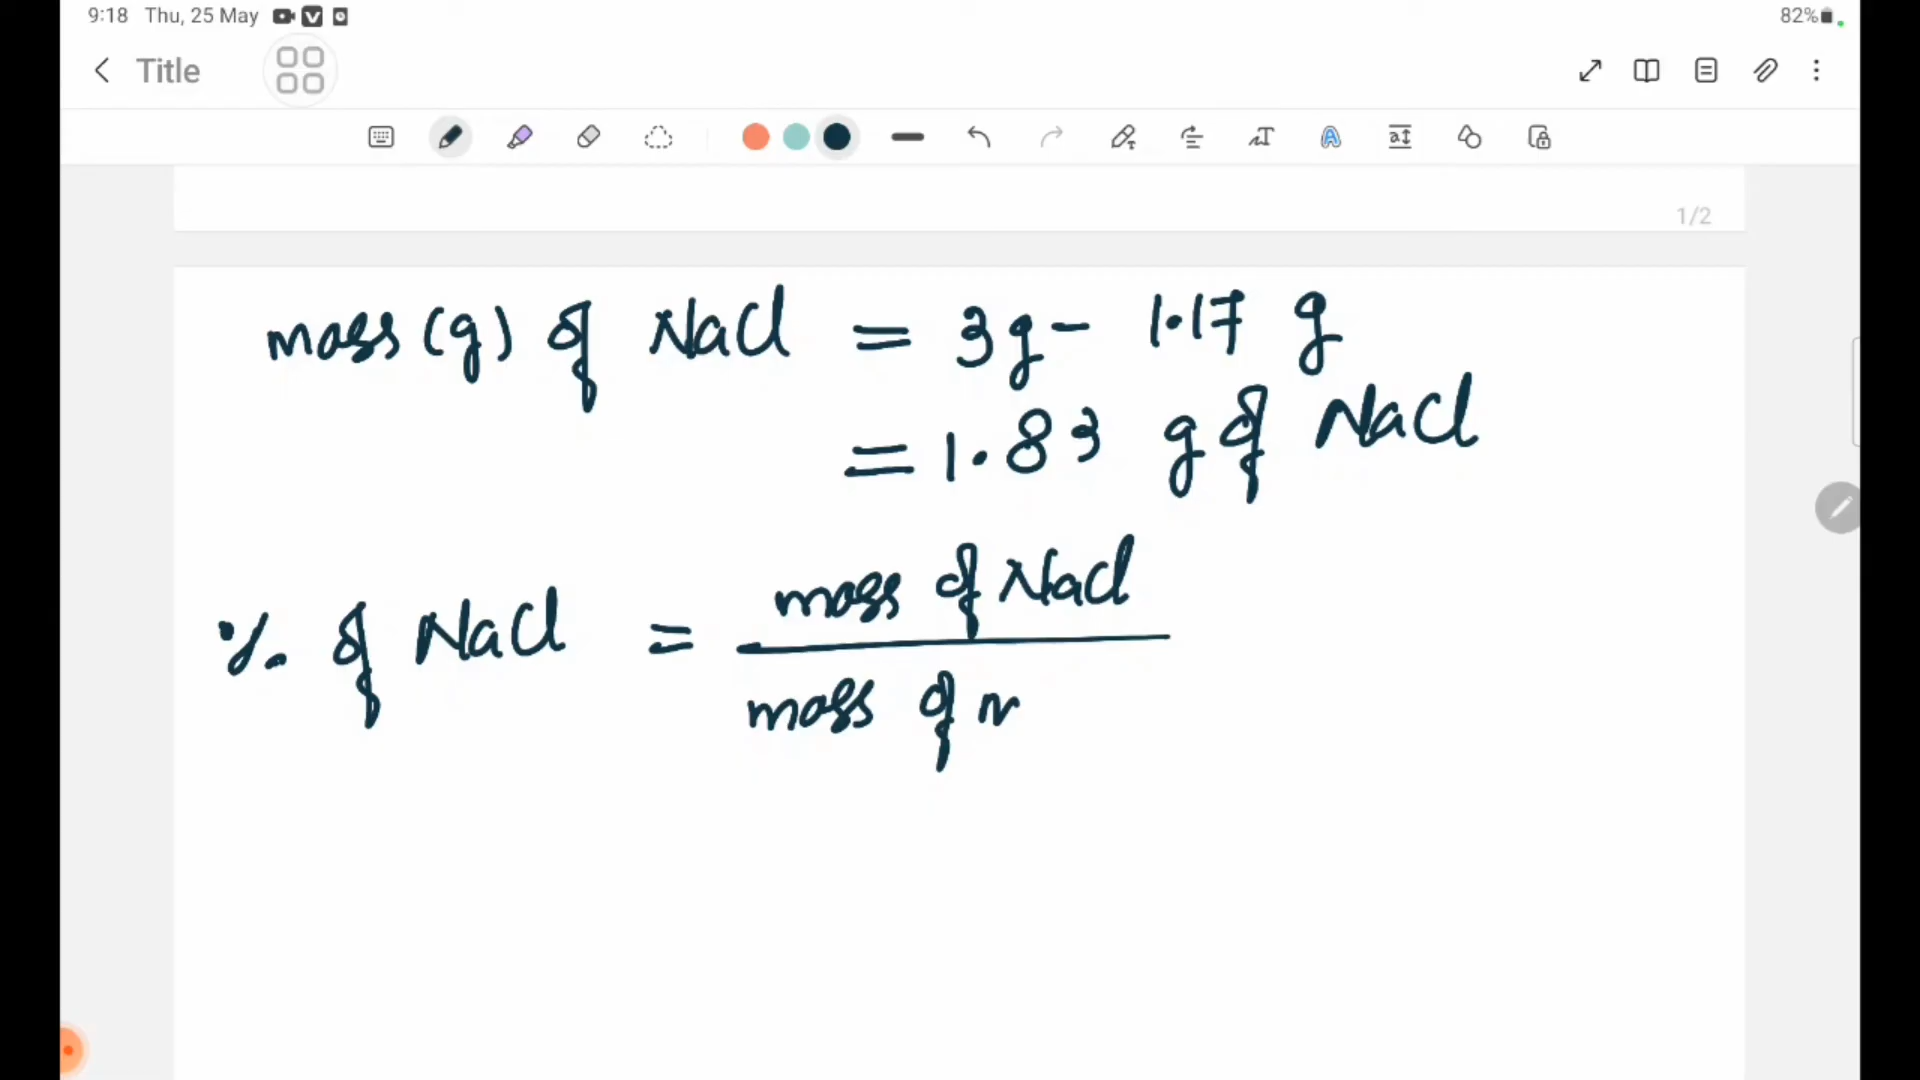 9:18 Thu, 25 May
82%
Title
1/2
mass (g) of NaCl = 3g - 1.17 g
= 1.83 g of NaCl
% of NaCl = mass of NaCl
mass of m